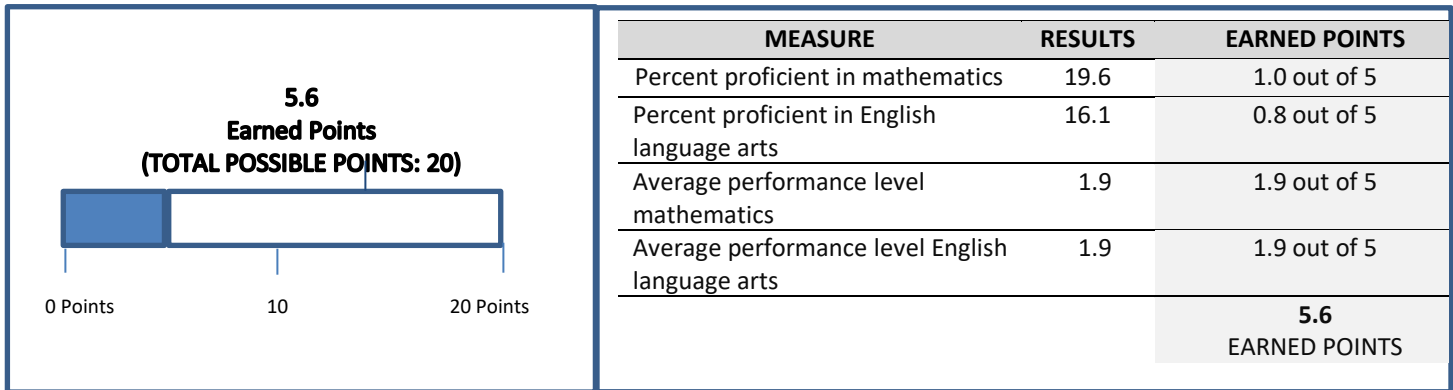 5.6
Earned Points
(TOTAL POSSIBLE POINTS: 20)
0 Points 10 20 Points
MEASURE RESULTS EARNED POINTS
Percent proficient in mathematics 19.6 1.0 out of 5
Percent proficient in English 16.1 0.8 out of 5
language arts
Average performance level 1.9 1.9 out of 5
mathematics
Average performance level English 1.9 1.9 out of 5
language arts
5.6
EARNED POINTS